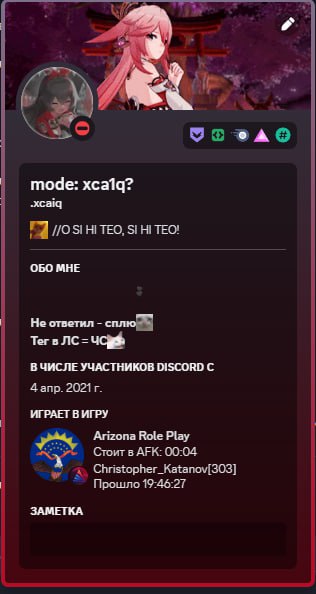 mode: xca1q?
.xcaiq
//O SI HI TEO, SI HI TEO!
ОБО МНЕ
Не ответил - сплю
Тег в ЛС = ЧС
В ЧИСЛЕ УЧАСТНИКОВ DISCORD С
4 апр. 2021 г.
ИГРАЕТ В ИГРУ
Arizona Role Play
Стоит в AFK: 00:04
Christopher_Katanov[303]
Прошло 19:46:27
ЗАМЕТКА